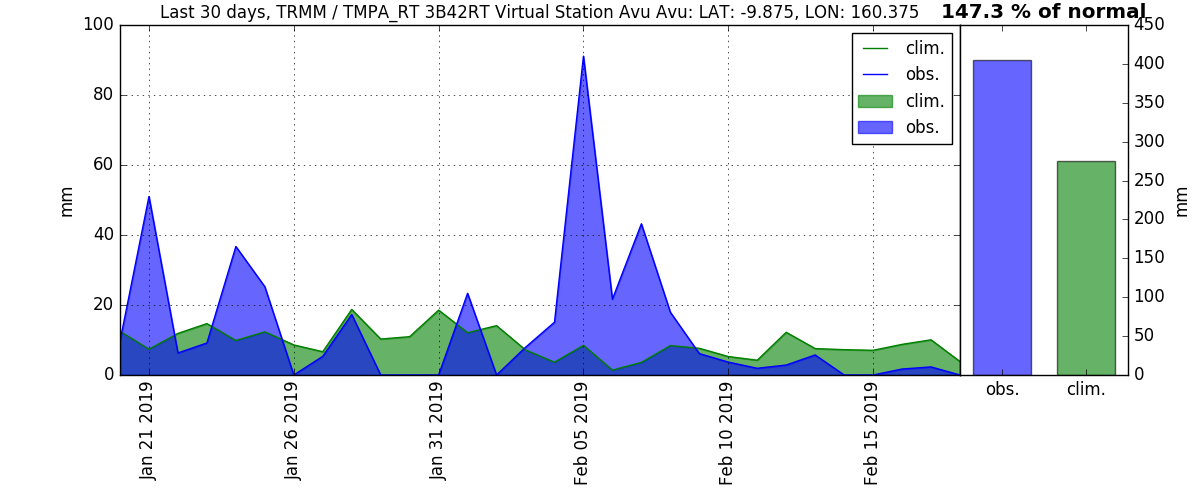 Last 30 days, TRMM / TMPA_RT 3B42RT Virtual Station Avu Avu: LAT: -9.875, LON: 160.375
147.3 % of normal
100
80
60
40
20
0
mm
clim.
obs.
clim.
obs.
Jan 21 2019
Jan 26 2019
Jan 31 2019
Feb 05 2019
Feb 10 2019
Feb 15 2019
450
400
350
300
250
200
150
100
50
0
mm
obs.
clim.